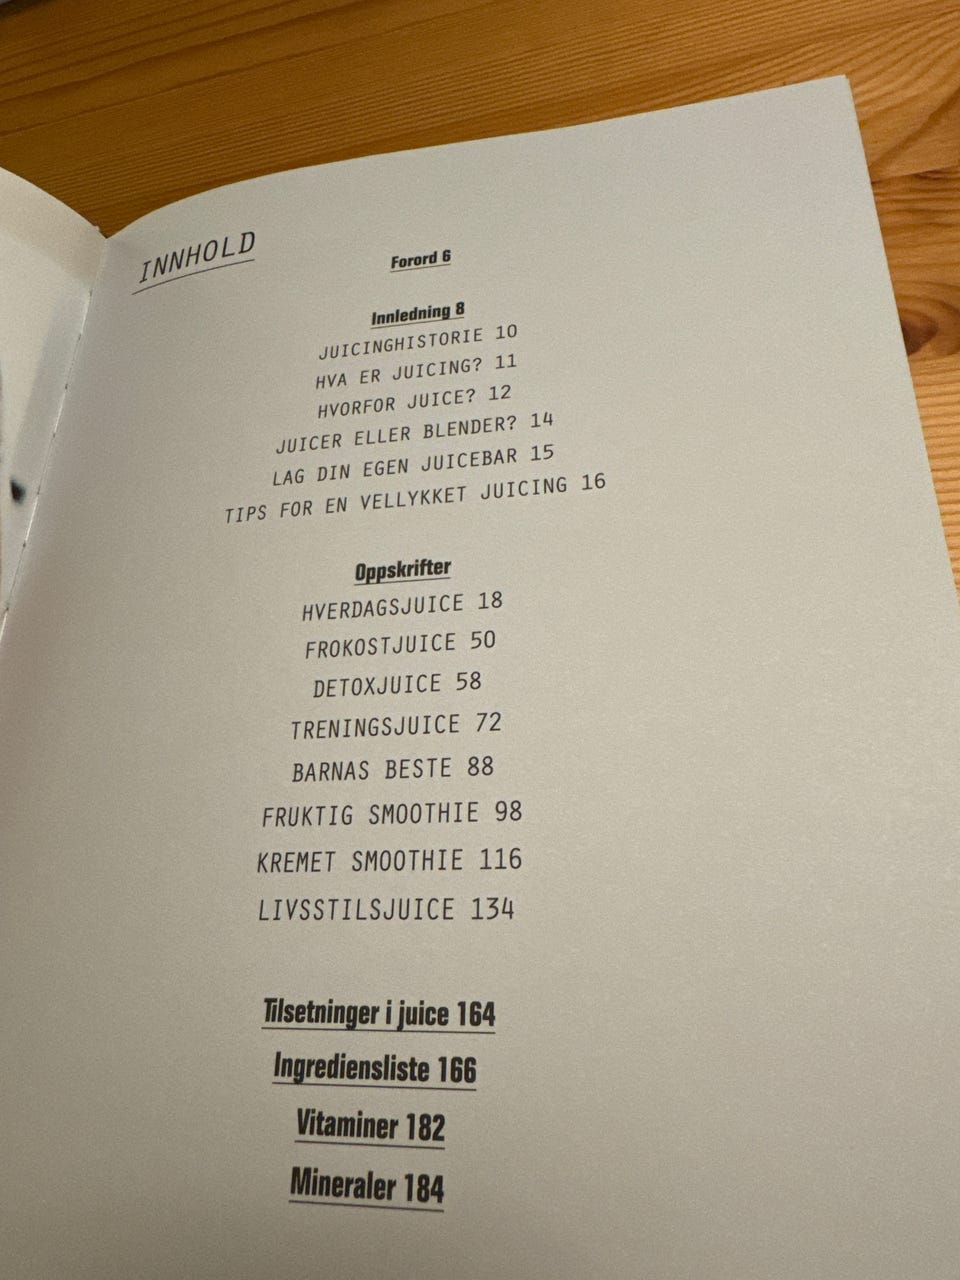 INNHOLD
Forord 6
Innledning 8
JUICINGHISTORIE 10
HVA ER JUICING? 11
HVORFOR JUICE? 12
JUICER ELLER BLENDER? 14
LAG DIN EGEN JUICEBAR 15
TIPS FOR EN VELLYKKET JUICING 16
Oppskrifter
HVERDAGSJUICE 18
FROKOSTJUICE 50
DETOXJUICE 58
TRENINGSJUICE 72
BARNAS BESTE 88
FRUKTIG SMOOTHIE 98
KREMET SMOOTHIE 116
LIVSSTILSJUICE 134
Tilsetninger i juice 164
Ingrediensliste 166
Vitaminer 182
Mineraler 184